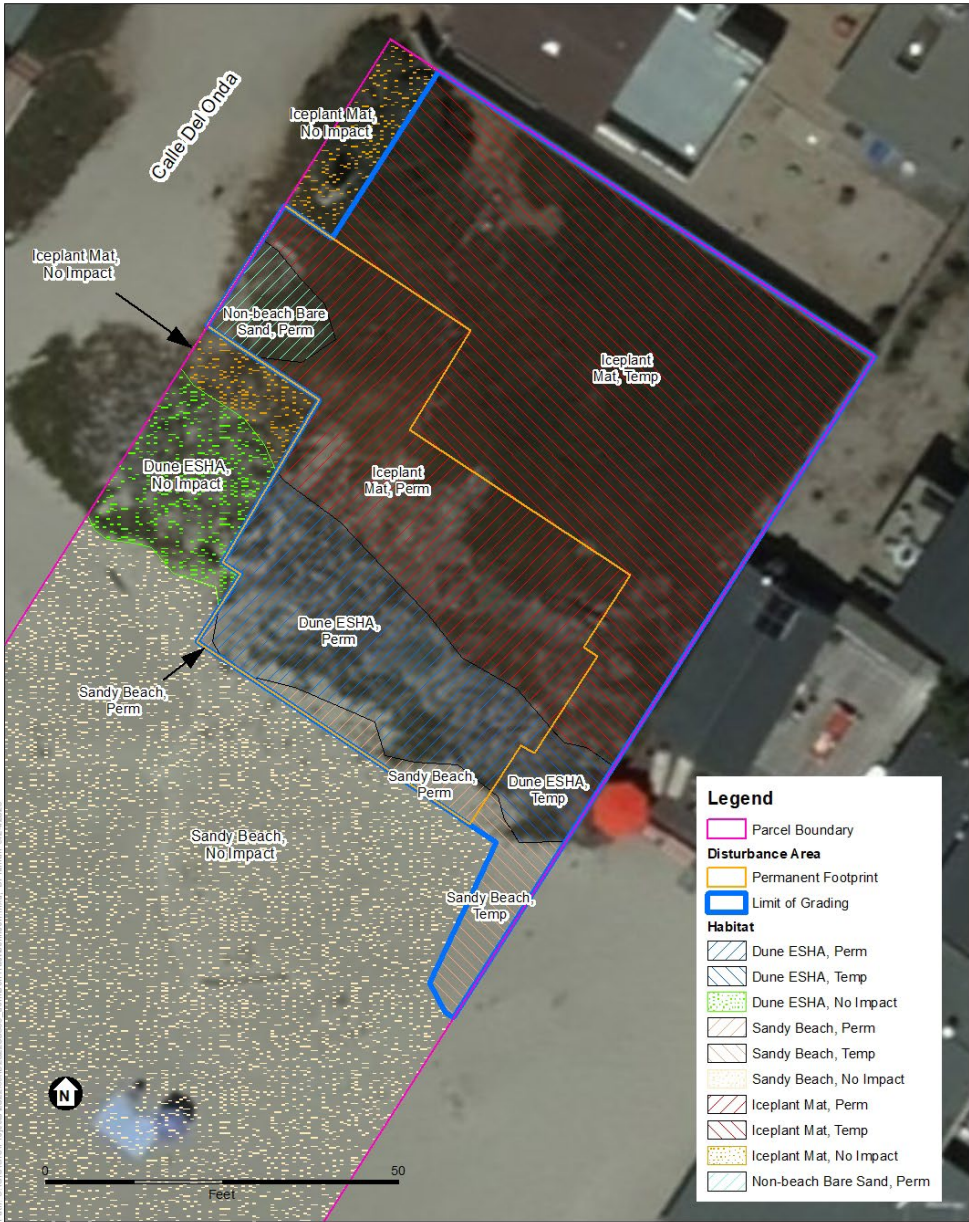 Calle Del Onda
Iceplant Mat,
No Impact
Iceplant Mat,
No Impact
Non-beach Bare
Sand, Perm
Iceplant
Mat, Temp
Iceplant
Mat, Perm
Dune ESHA,
No Impact
Dune ESHA,
Perm
Sandy Beach,
Perm
Sandy Beach,
Perm
Dune ESHA,
Temp
Sandy Beach,
No Impact
Sandy Beach,
Temp
N
0
50
Feet
Legend
Parcel Boundary
Disturbance Area
Permanent Footprint
Limit of Grading
Habitat
Dune ESHA, Perm
Dune ESHA, Temp
Dune ESHA, No Impact
Sandy Beach, Perm
Sandy Beach, Temp
Sandy Beach, No Impact
Iceplant Mat, Perm
Iceplant Mat, Temp
Iceplant Mat, No Impact
Non-beach Bare Sand, Perm